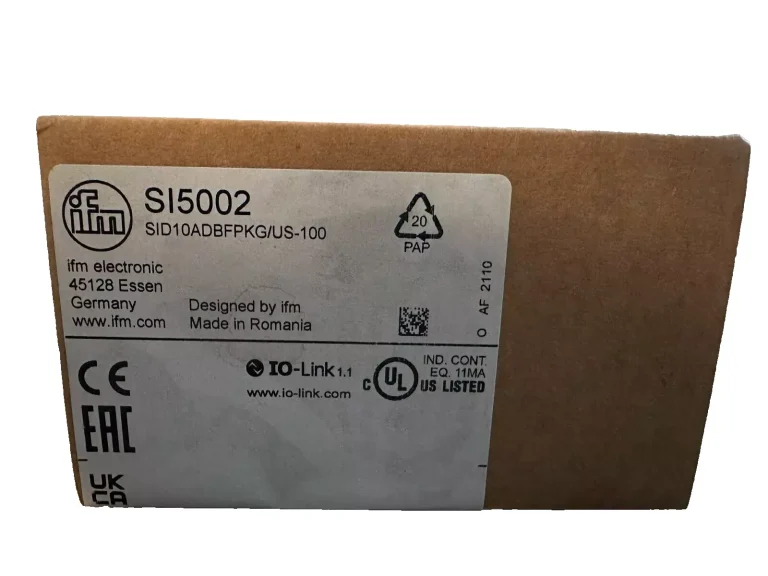 ifm
SI5002
SID10ADBFPKG/US-100
20
PAP
ifm electronic
45128 Essen
Germany
www.ifm.com
Designed by ifm
Made in Romania
O AF 2110
CE
IO-Link 1.1
www.io-link.com
C UL US LISTED
IND. CONT.
EQ. 11MA
EAC
UK
CA